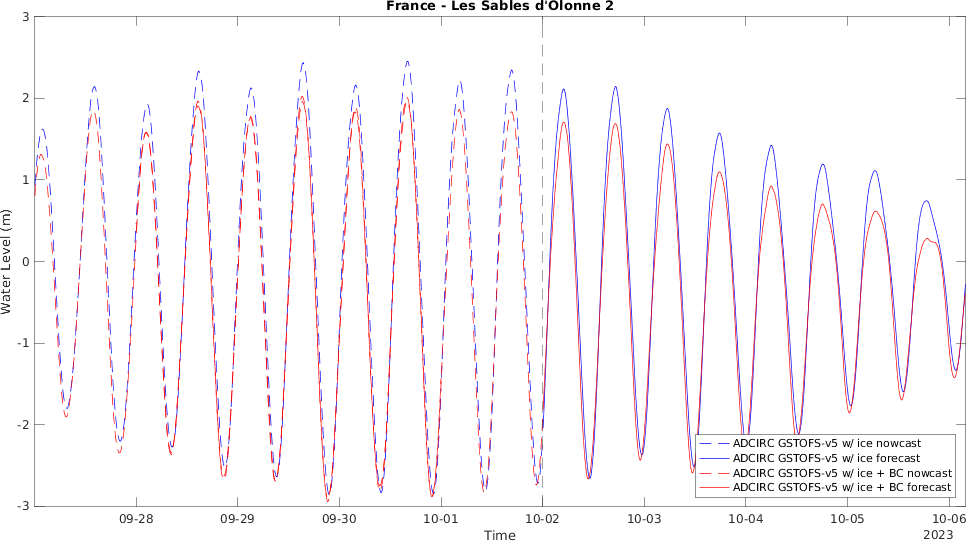 France - Les Sables d'Olonne 2
3
2
1
0
-1
-2
-3
Water Level (m)
09-28
09-29
09-30
10-01
10-02
10-03
10-04
10-05
10-06
Time
2023
ADCIRC GSTOFS-v5 w/ ice nowcast
ADCIRC GSTOFS-v5 w/ ice forecast
ADCIRC GSTOFS-v5 w/ ice + BC nowcast
ADCIRC GSTOFS-v5 w/ ice + BC forecast